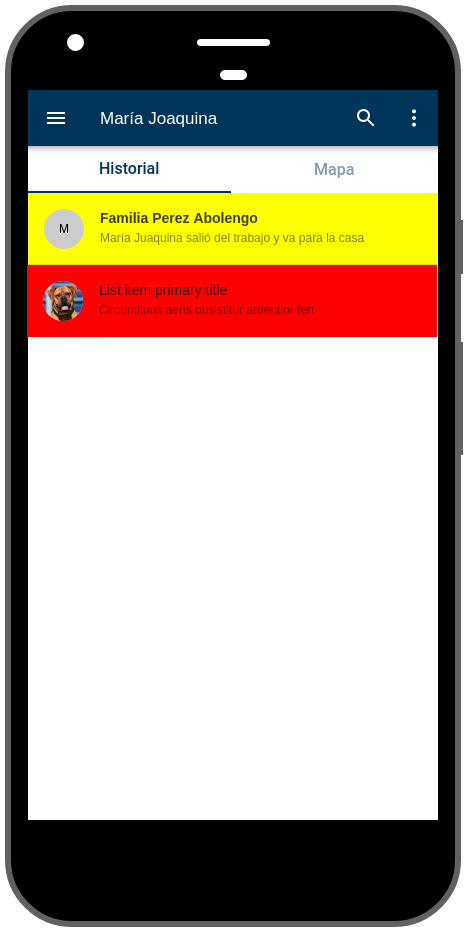 María Joaquina
Historial
Mapa
M
Familia Perez Abolengo
María Juaquina salió del trabajo y va para la casa
List item primary title
Circumfluus aeris obsistitur ardentior fert